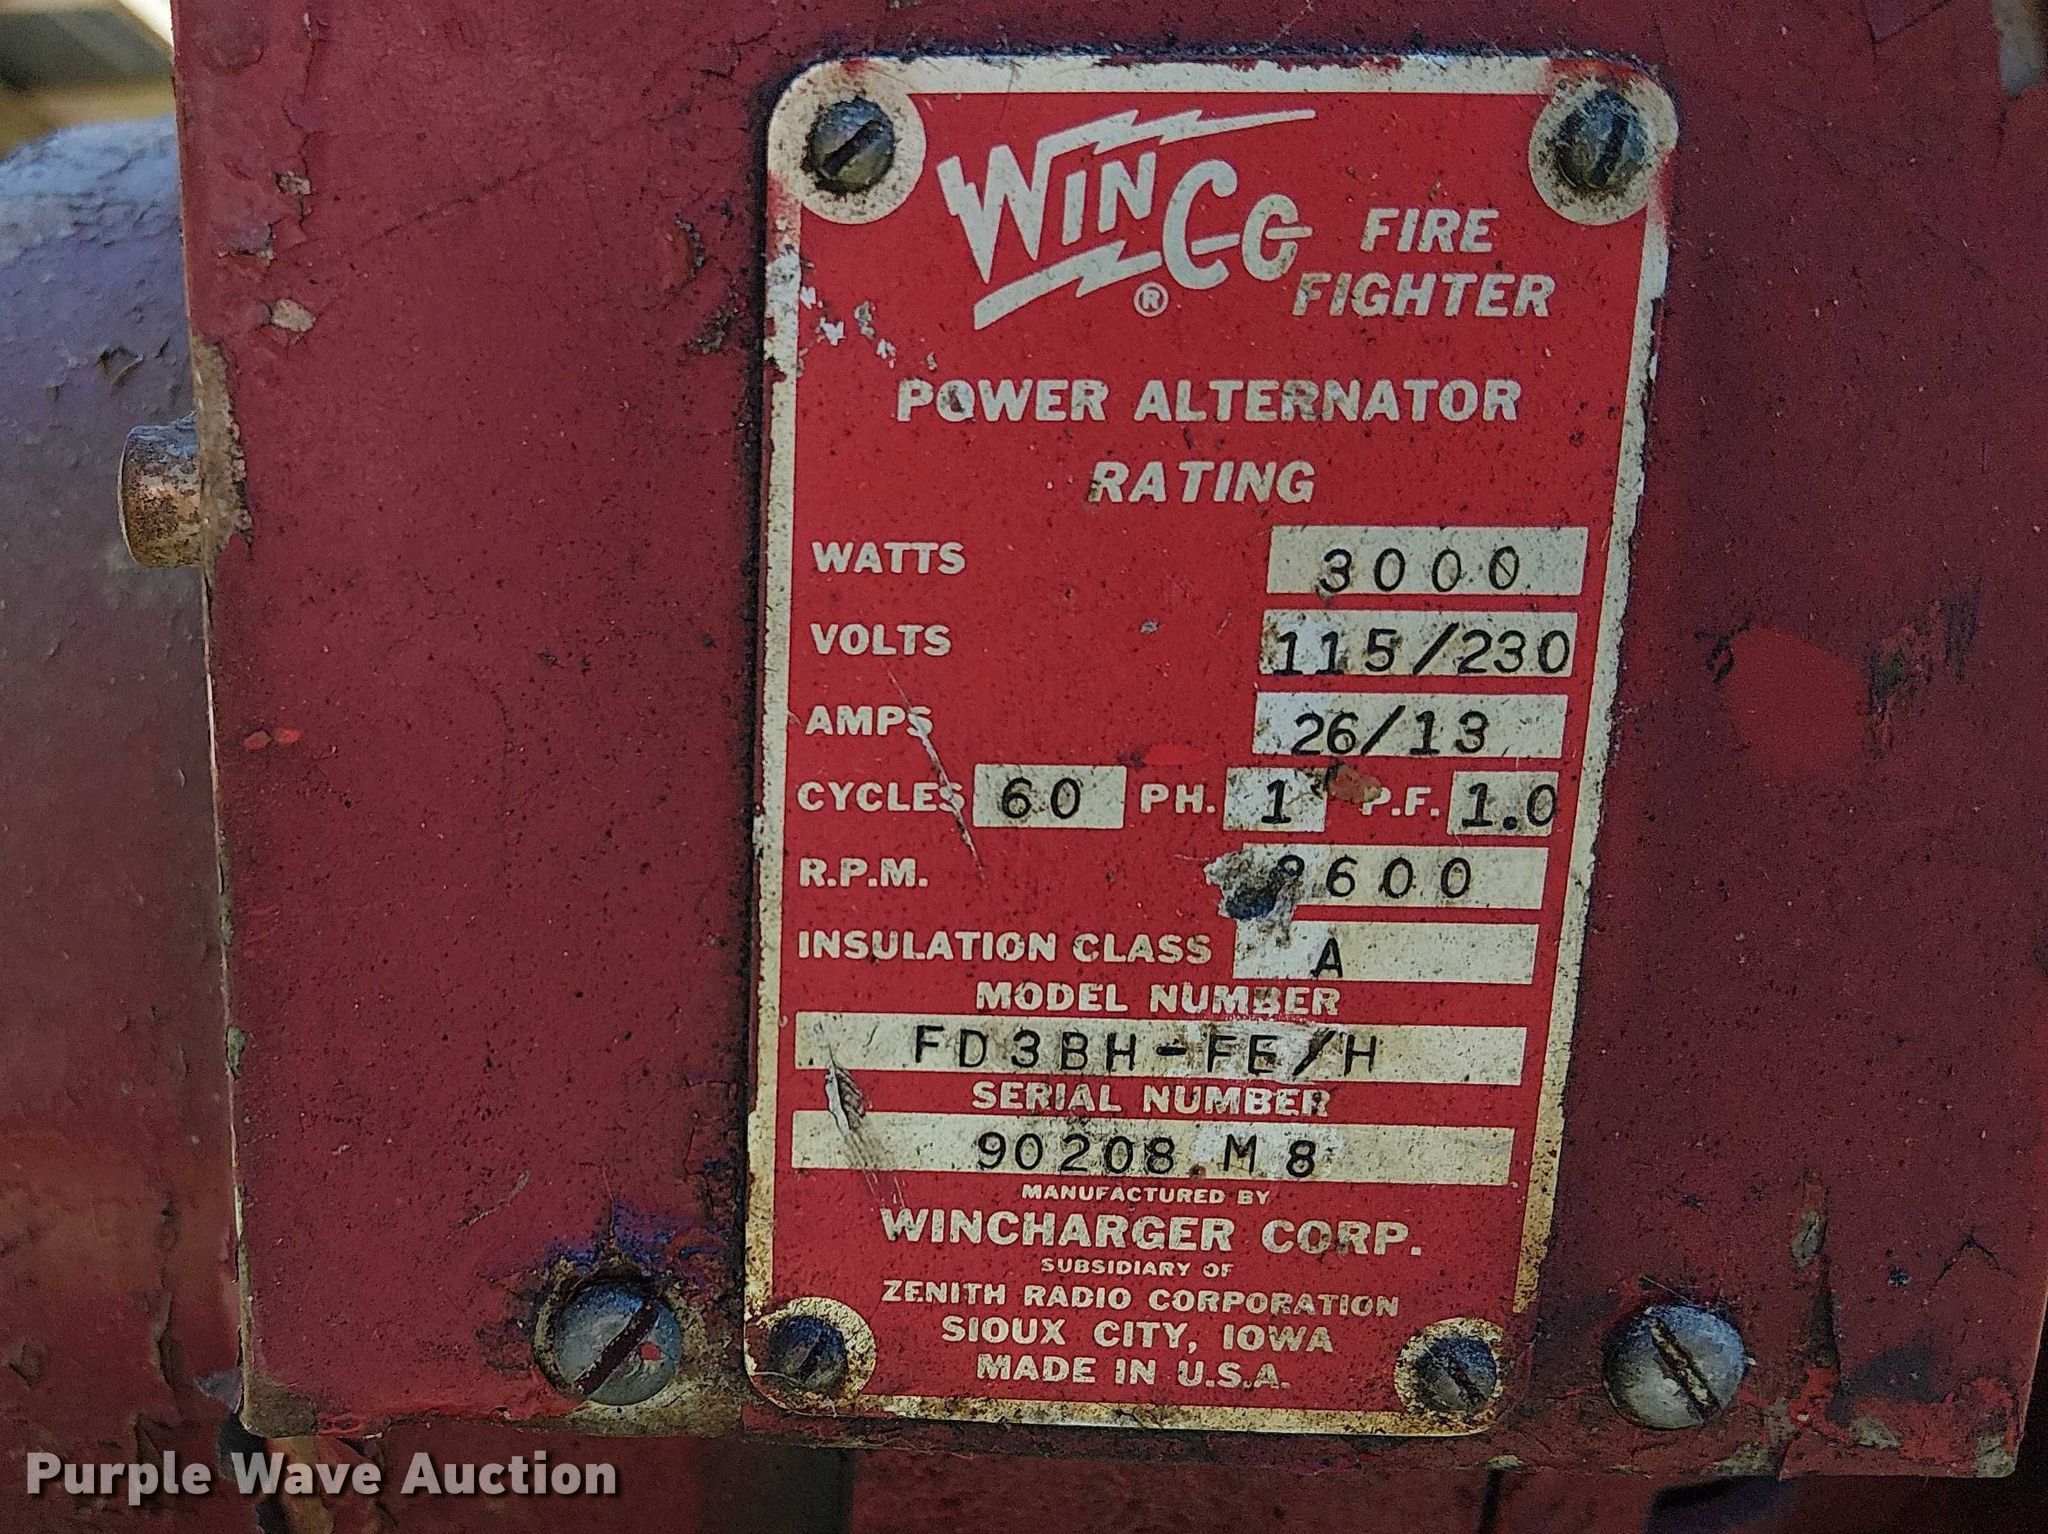 WINCO FIRE
® FIGHTER
POWER ALTERNATOR
RATING
WATTS 3000
VOLTS 115/230
AMPS 26/13
CYCLES 60 PH. 1 P.F. 1.0
R.P.M. 3600
INSULATION CLASS A
MODEL NUMBER
FD3BH-FE/H
SERIAL NUMBER
90208 M8
MANUFACTURED BY
WINCHARGER CORP.
SUBSIDIARY OF
ZENITH RADIO CORPORATION
SIOUX CITY, IOWA
MADE IN U.S.A.
Purple Wave Auction